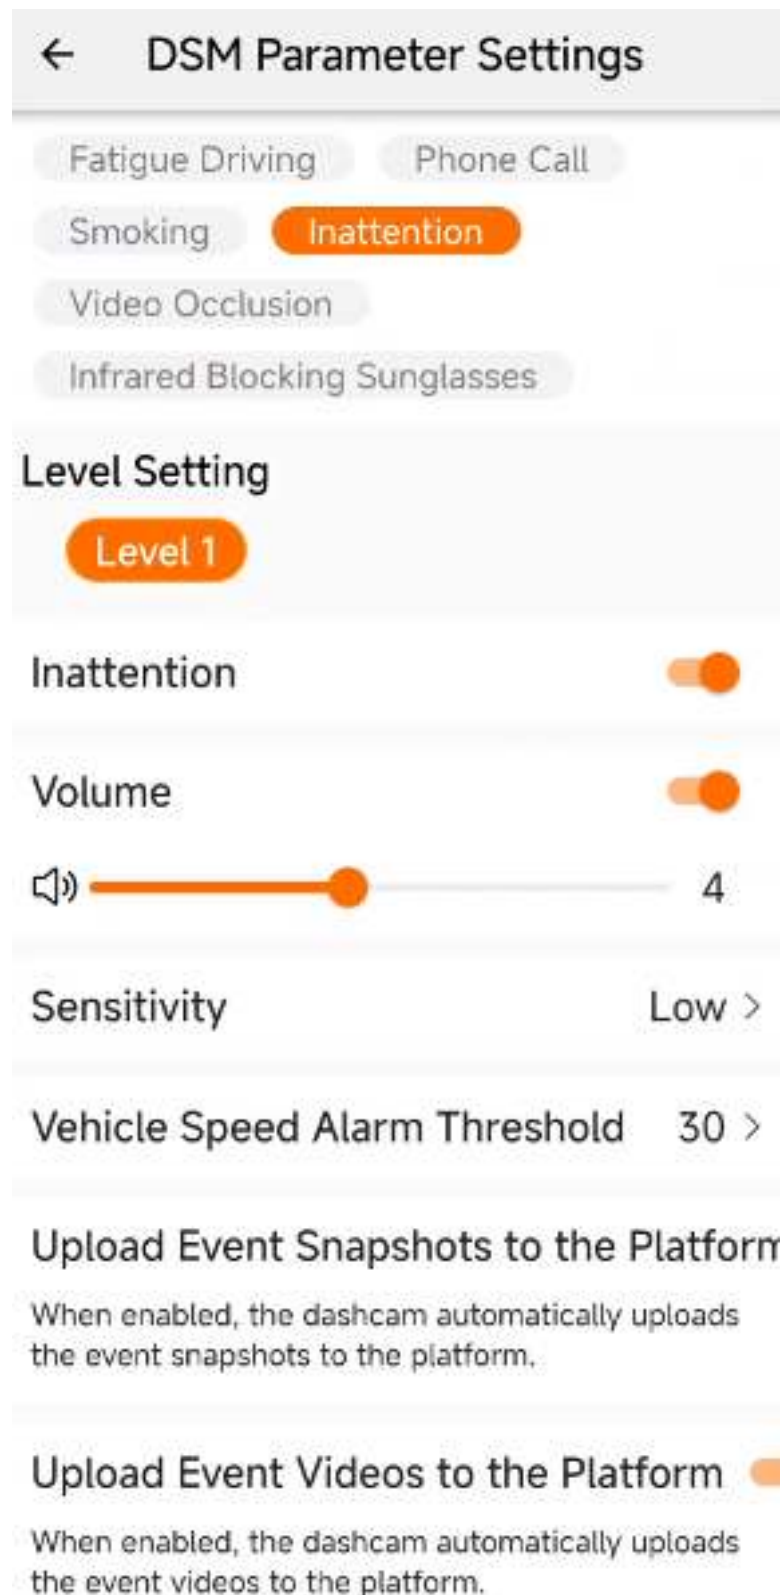 DSM Parameter Settings
Fatigue Driving Phone Call
Smoking Inattention
Video Occlusion
Infrared Blocking Sunglasses
Level Setting
Level 1
Inattention
Volume
4
Sensitivity Low >
Vehicle Speed Alarm Threshold 30 >
Upload Event Snapshots to the Platform
When enabled, the dashcam automatically uploads
the event snapshots to the platform.
Upload Event Videos to the Platform
When enabled, the dashcam automatically uploads
the event videos to the platform.